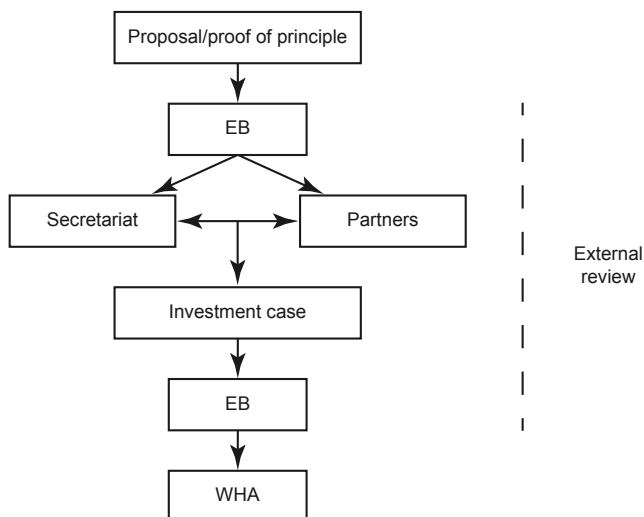 Proposal/proof of principle
EB
Secretariat
Partners
External
review
Investment case
EB
WHA